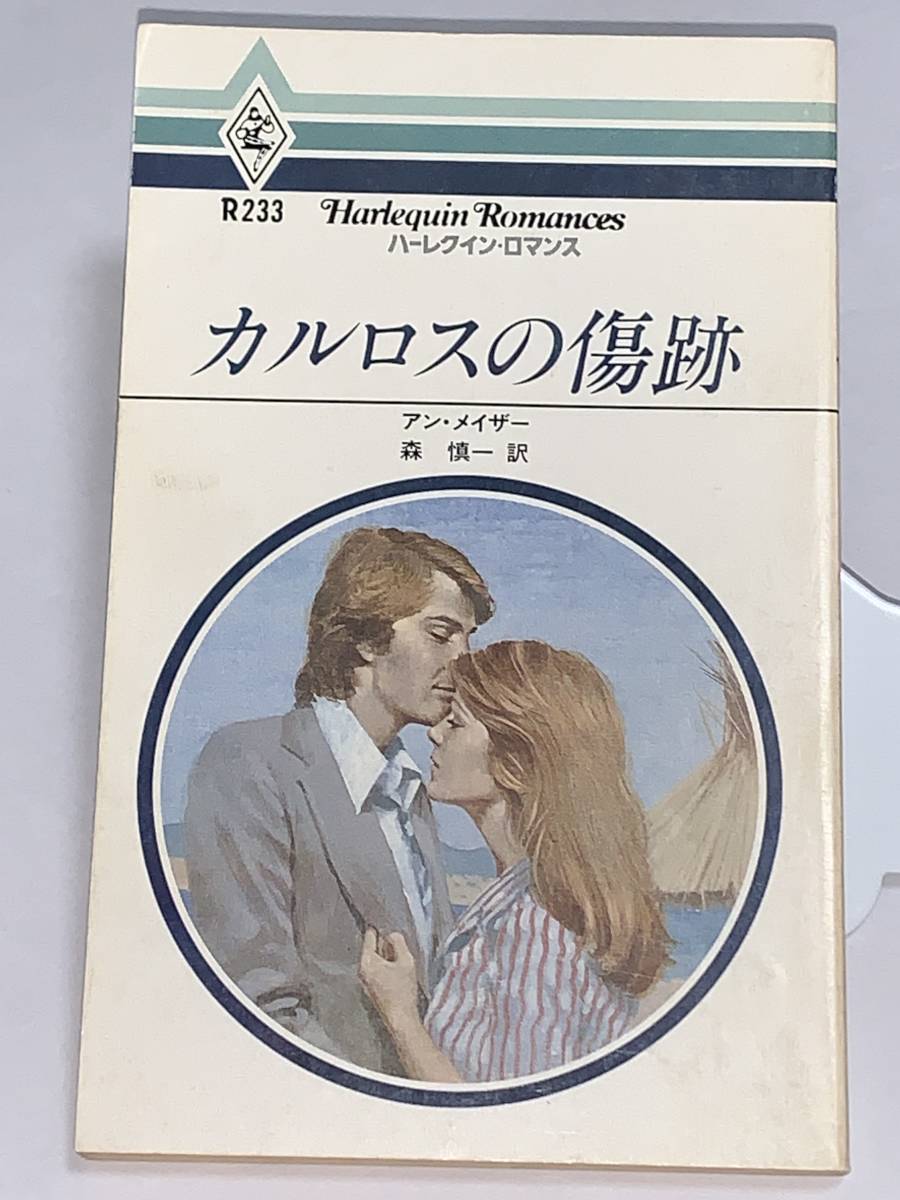 R233 Harlequin Romances
ハーレクイン・ロマンス
カルロスの傷跡
アン・メイザー
森 慎一 訳